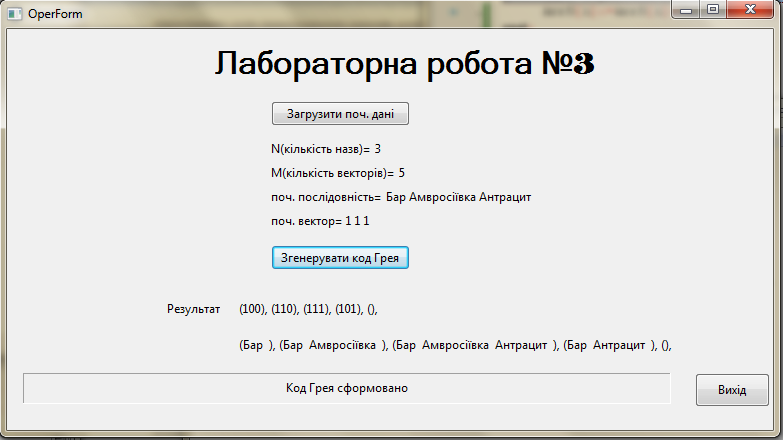 OperForm
Лабораторна робота №3
Загрузити поч. дані
N(кількість назв)= 3
M(кількість векторів)= 5
поч. послідовність= Бар Амвросіївка Антрацит
поч. вектор= 1 1 1
Згенерувати код Грея
Результат (100), (110), (111), (101), (),
(Бар ), (Бар Амвросіївка ), (Бар Амвросіївка Антрацит ), (Бар Антрацит ), (),
Код Грея сформовано
Вихід